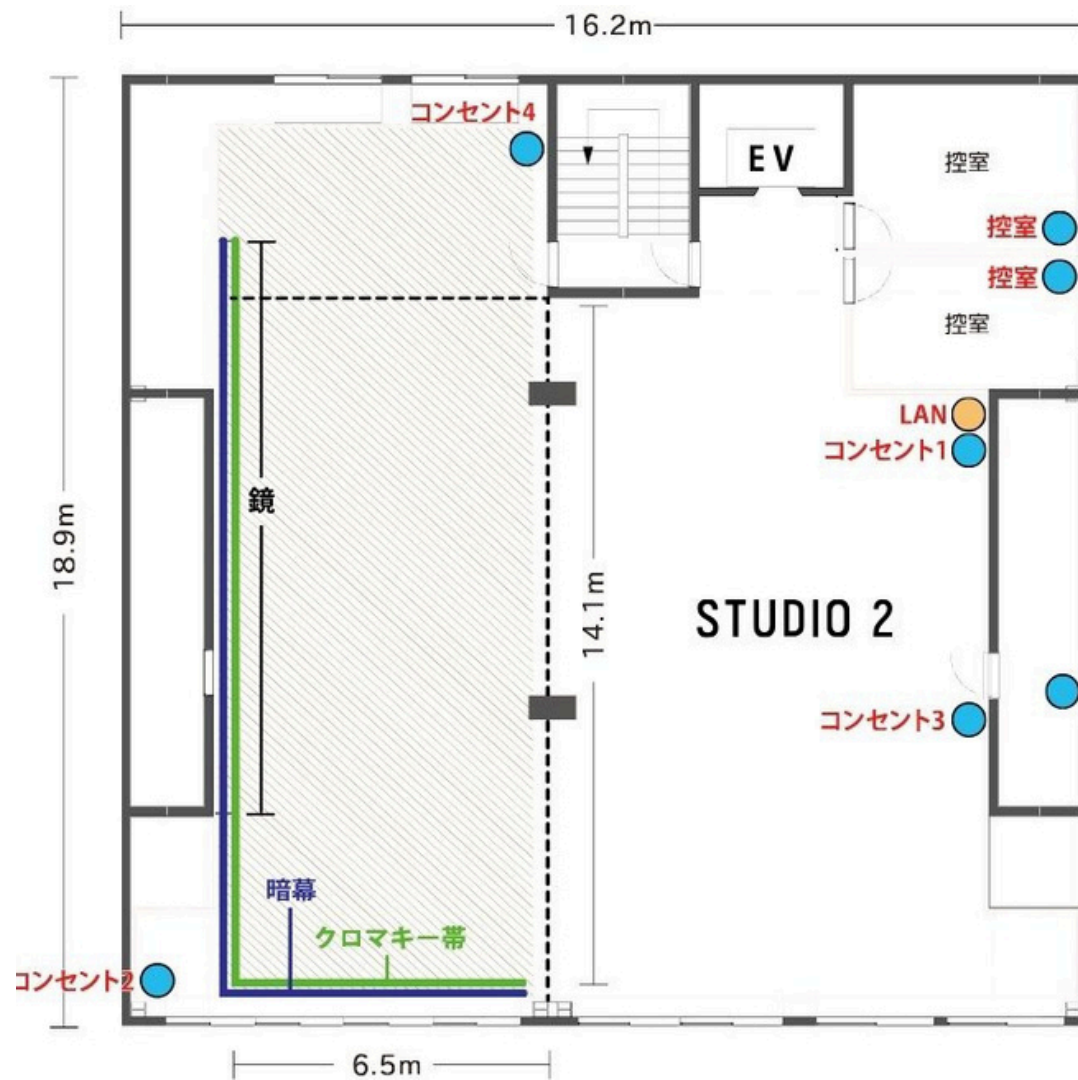 16.2m
コンセント4
EV
控室
控室
控室
控室
LAN
コンセント1
鏡
18.9m
14.1m
STUDIO 2
コンセント3
暗幕
クロマキー帯
コンセント2
6.5m